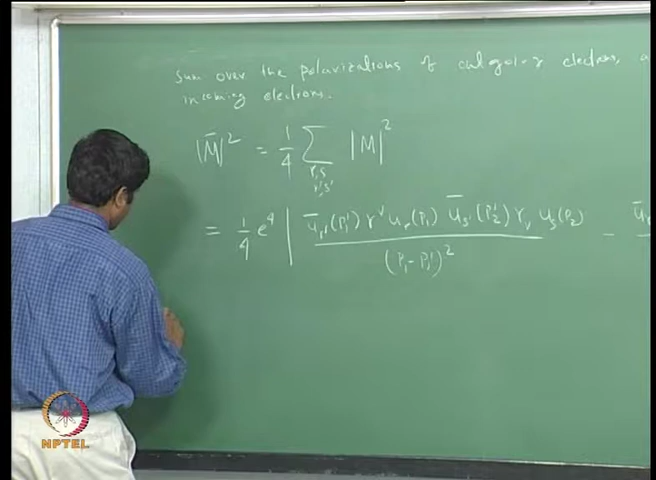 Sum over the polarizations of outgoing electrons, a
incoming electrons.
|M̄|² = 1/4 Σ_{r,s r',s'} |M|²
= 1/4 e⁴ | ū_{r'}(p₁') γ^ν u_r(p₁) ū_{s'}(p₂') γ_ν u_s(p₂) / (p₁ - p₁')² - ū
NPTEL